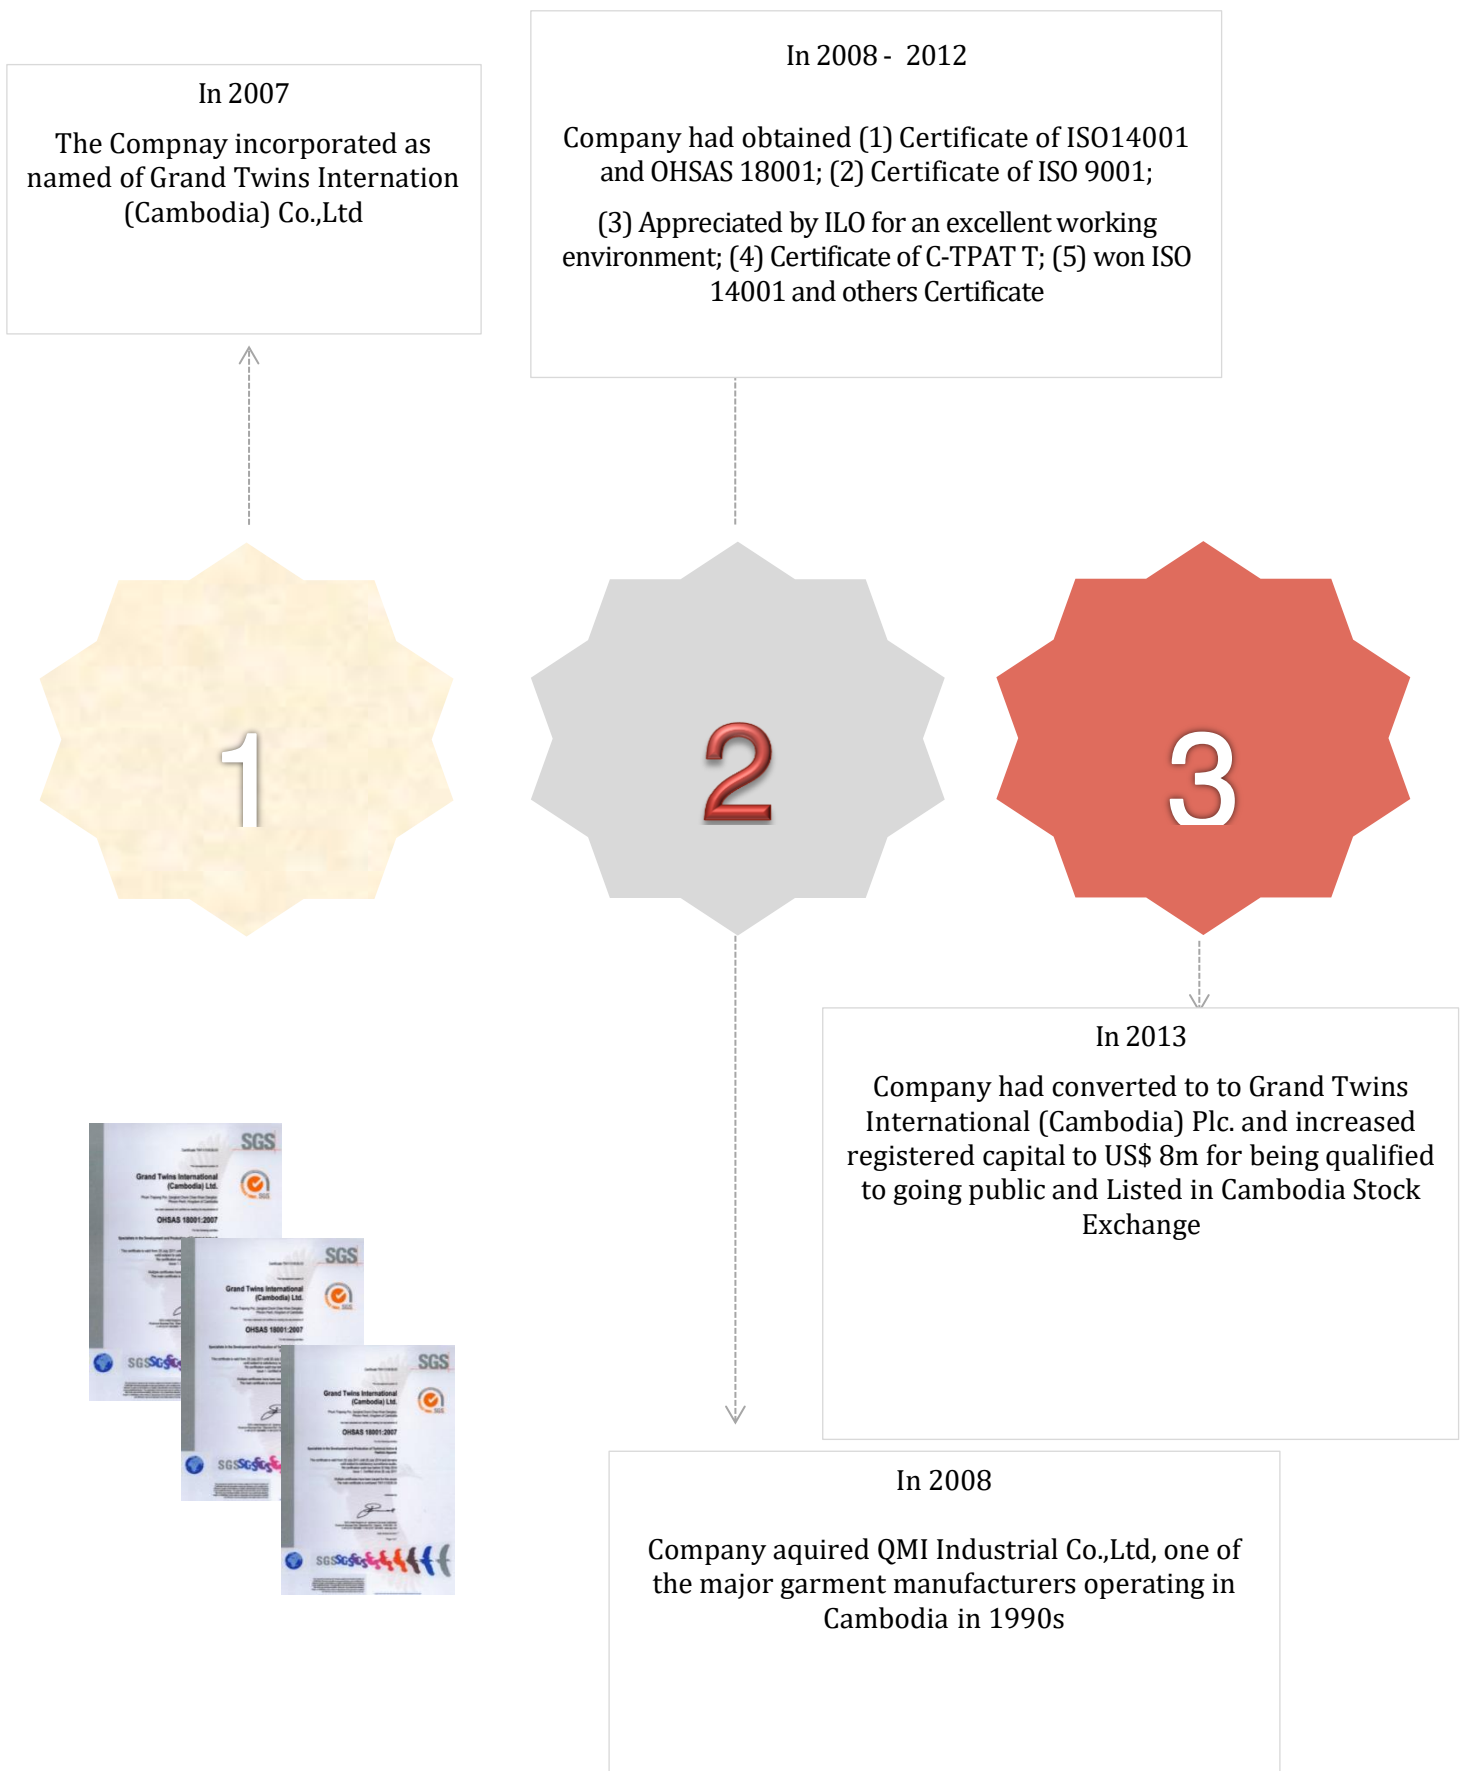 In 2007
The Compnay incorporated as
named of Grand Twins Internation
(Cambodia) Co.,Ltd
In 2008 - 2012
Company had obtained (1) Certificate of ISO14001
and OHSAS 18001; (2) Certificate of ISO 9001;
(3) Appreciated by ILO for an excellent working
environment; (4) Certificate of C-TPAT T; (5) won ISO
14001 and others Certificate
1
2
3
In 2013
Company had converted to to Grand Twins
International (Cambodia) Plc. and increased
registered capital to US$ 8m for being qualified
to going public and Listed in Cambodia Stock
Exchange
SGS
Grand Twins International
(Cambodia) Ltd.
OHSAS 18001:2007
SGS
Grand Twins International
(Cambodia) Ltd.
OHSAS 18001:2007
SGS
Grand Twins International
(Cambodia) Ltd.
OHSAS 18001:2007
In 2008
Company aquired QMI Industrial Co.,Ltd, one of
the major garment manufacturers operating in
Cambodia in 1990s